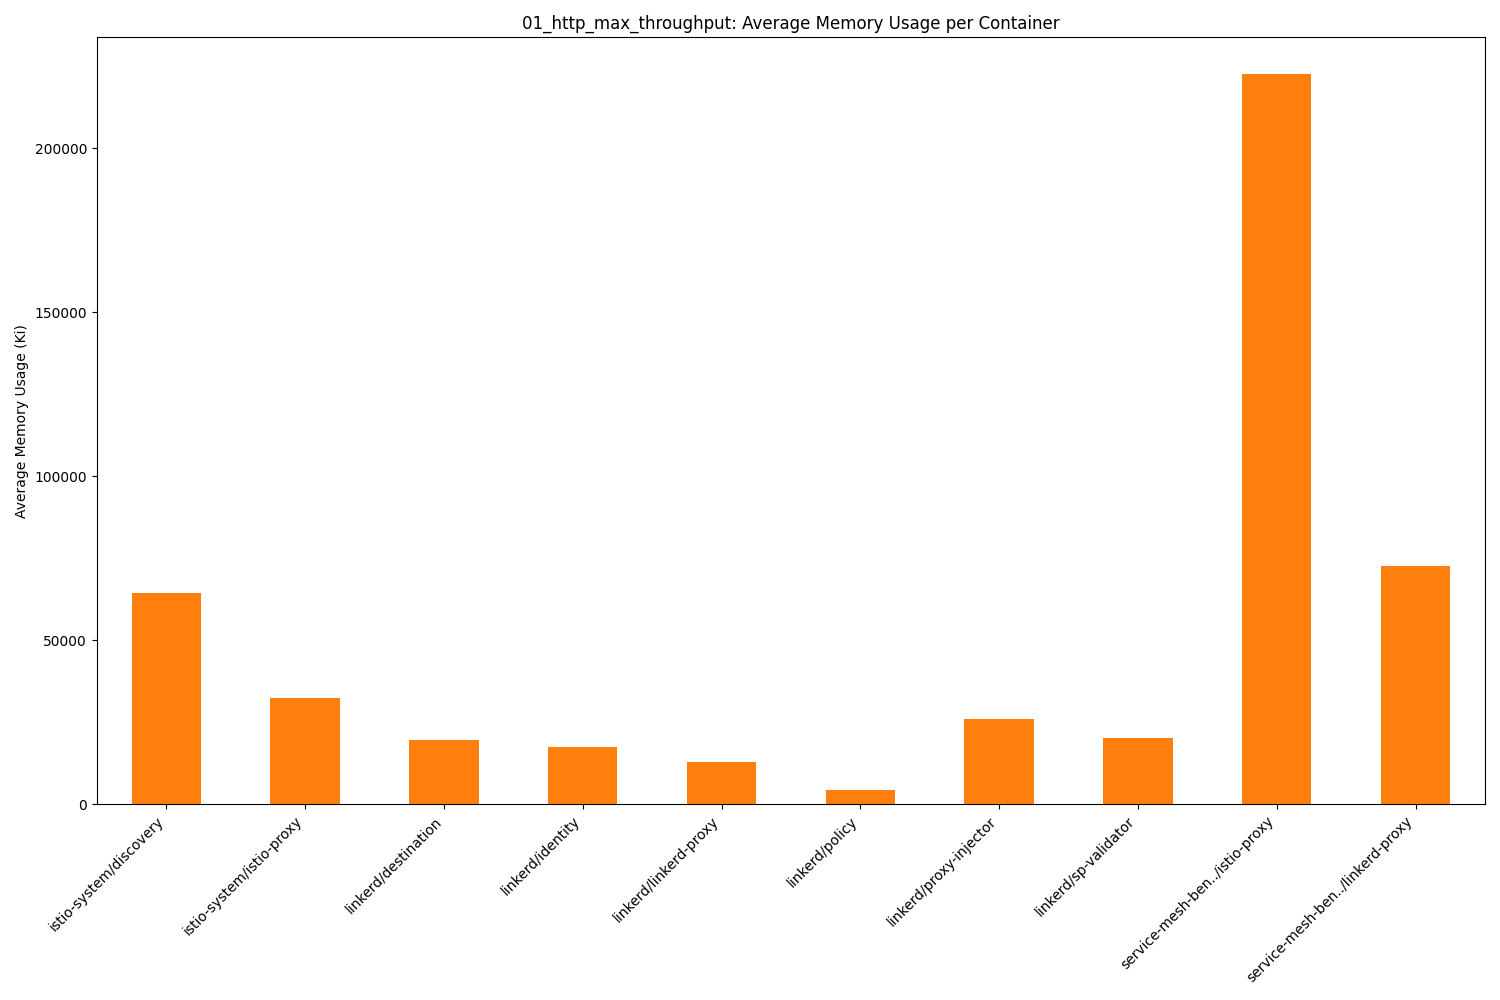 01_http_max_throughput: Average Memory Usage per Container
Average Memory Usage (Ki)
200000
150000
100000
50000
0
istio-system/discovery
istio-system/istio-proxy
linkerd/destination
linkerd/identity
linkerd/linkerd-proxy
linkerd/policy
linkerd/proxy-injector
linkerd/sp-validator
service-mesh-ben../istio-proxy
service-mesh-ben../linkerd-proxy